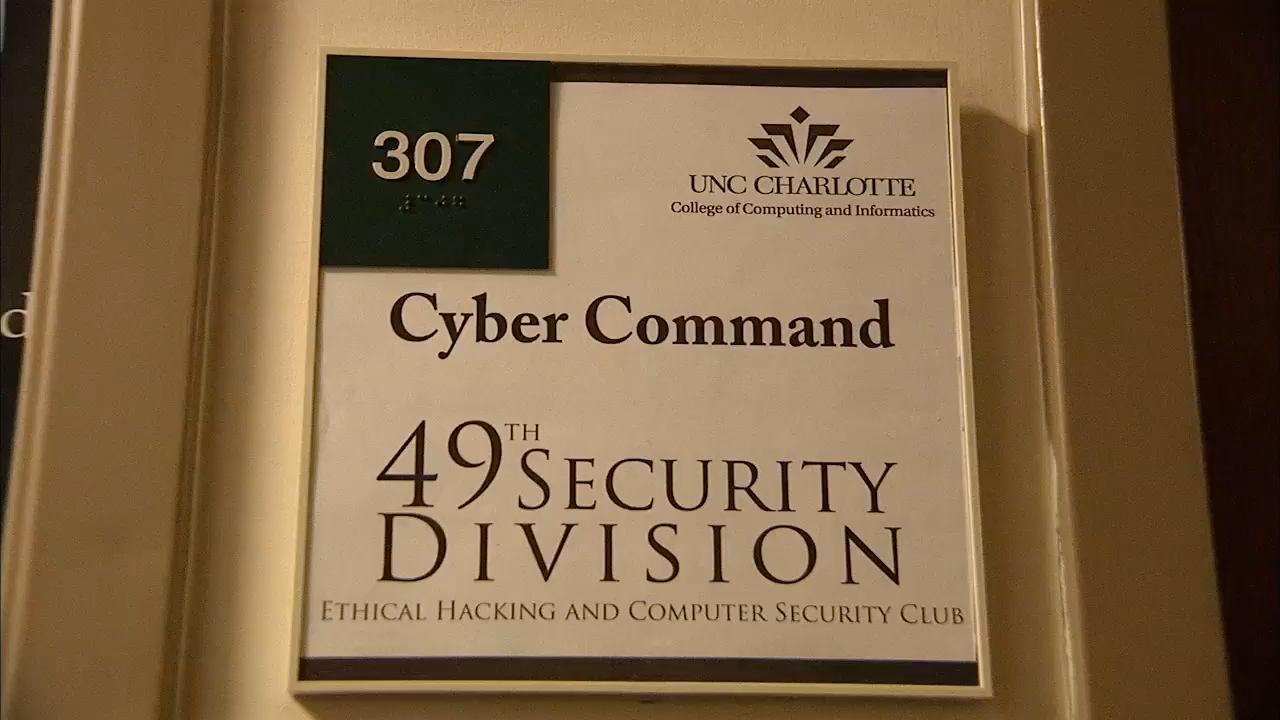 307
UNC CHARLOTTE
College of Computing and Informatics
Cyber Command
49TH SECURITY
DIVISION
ETHICAL HACKING AND COMPUTER SECURITY CLUB
d